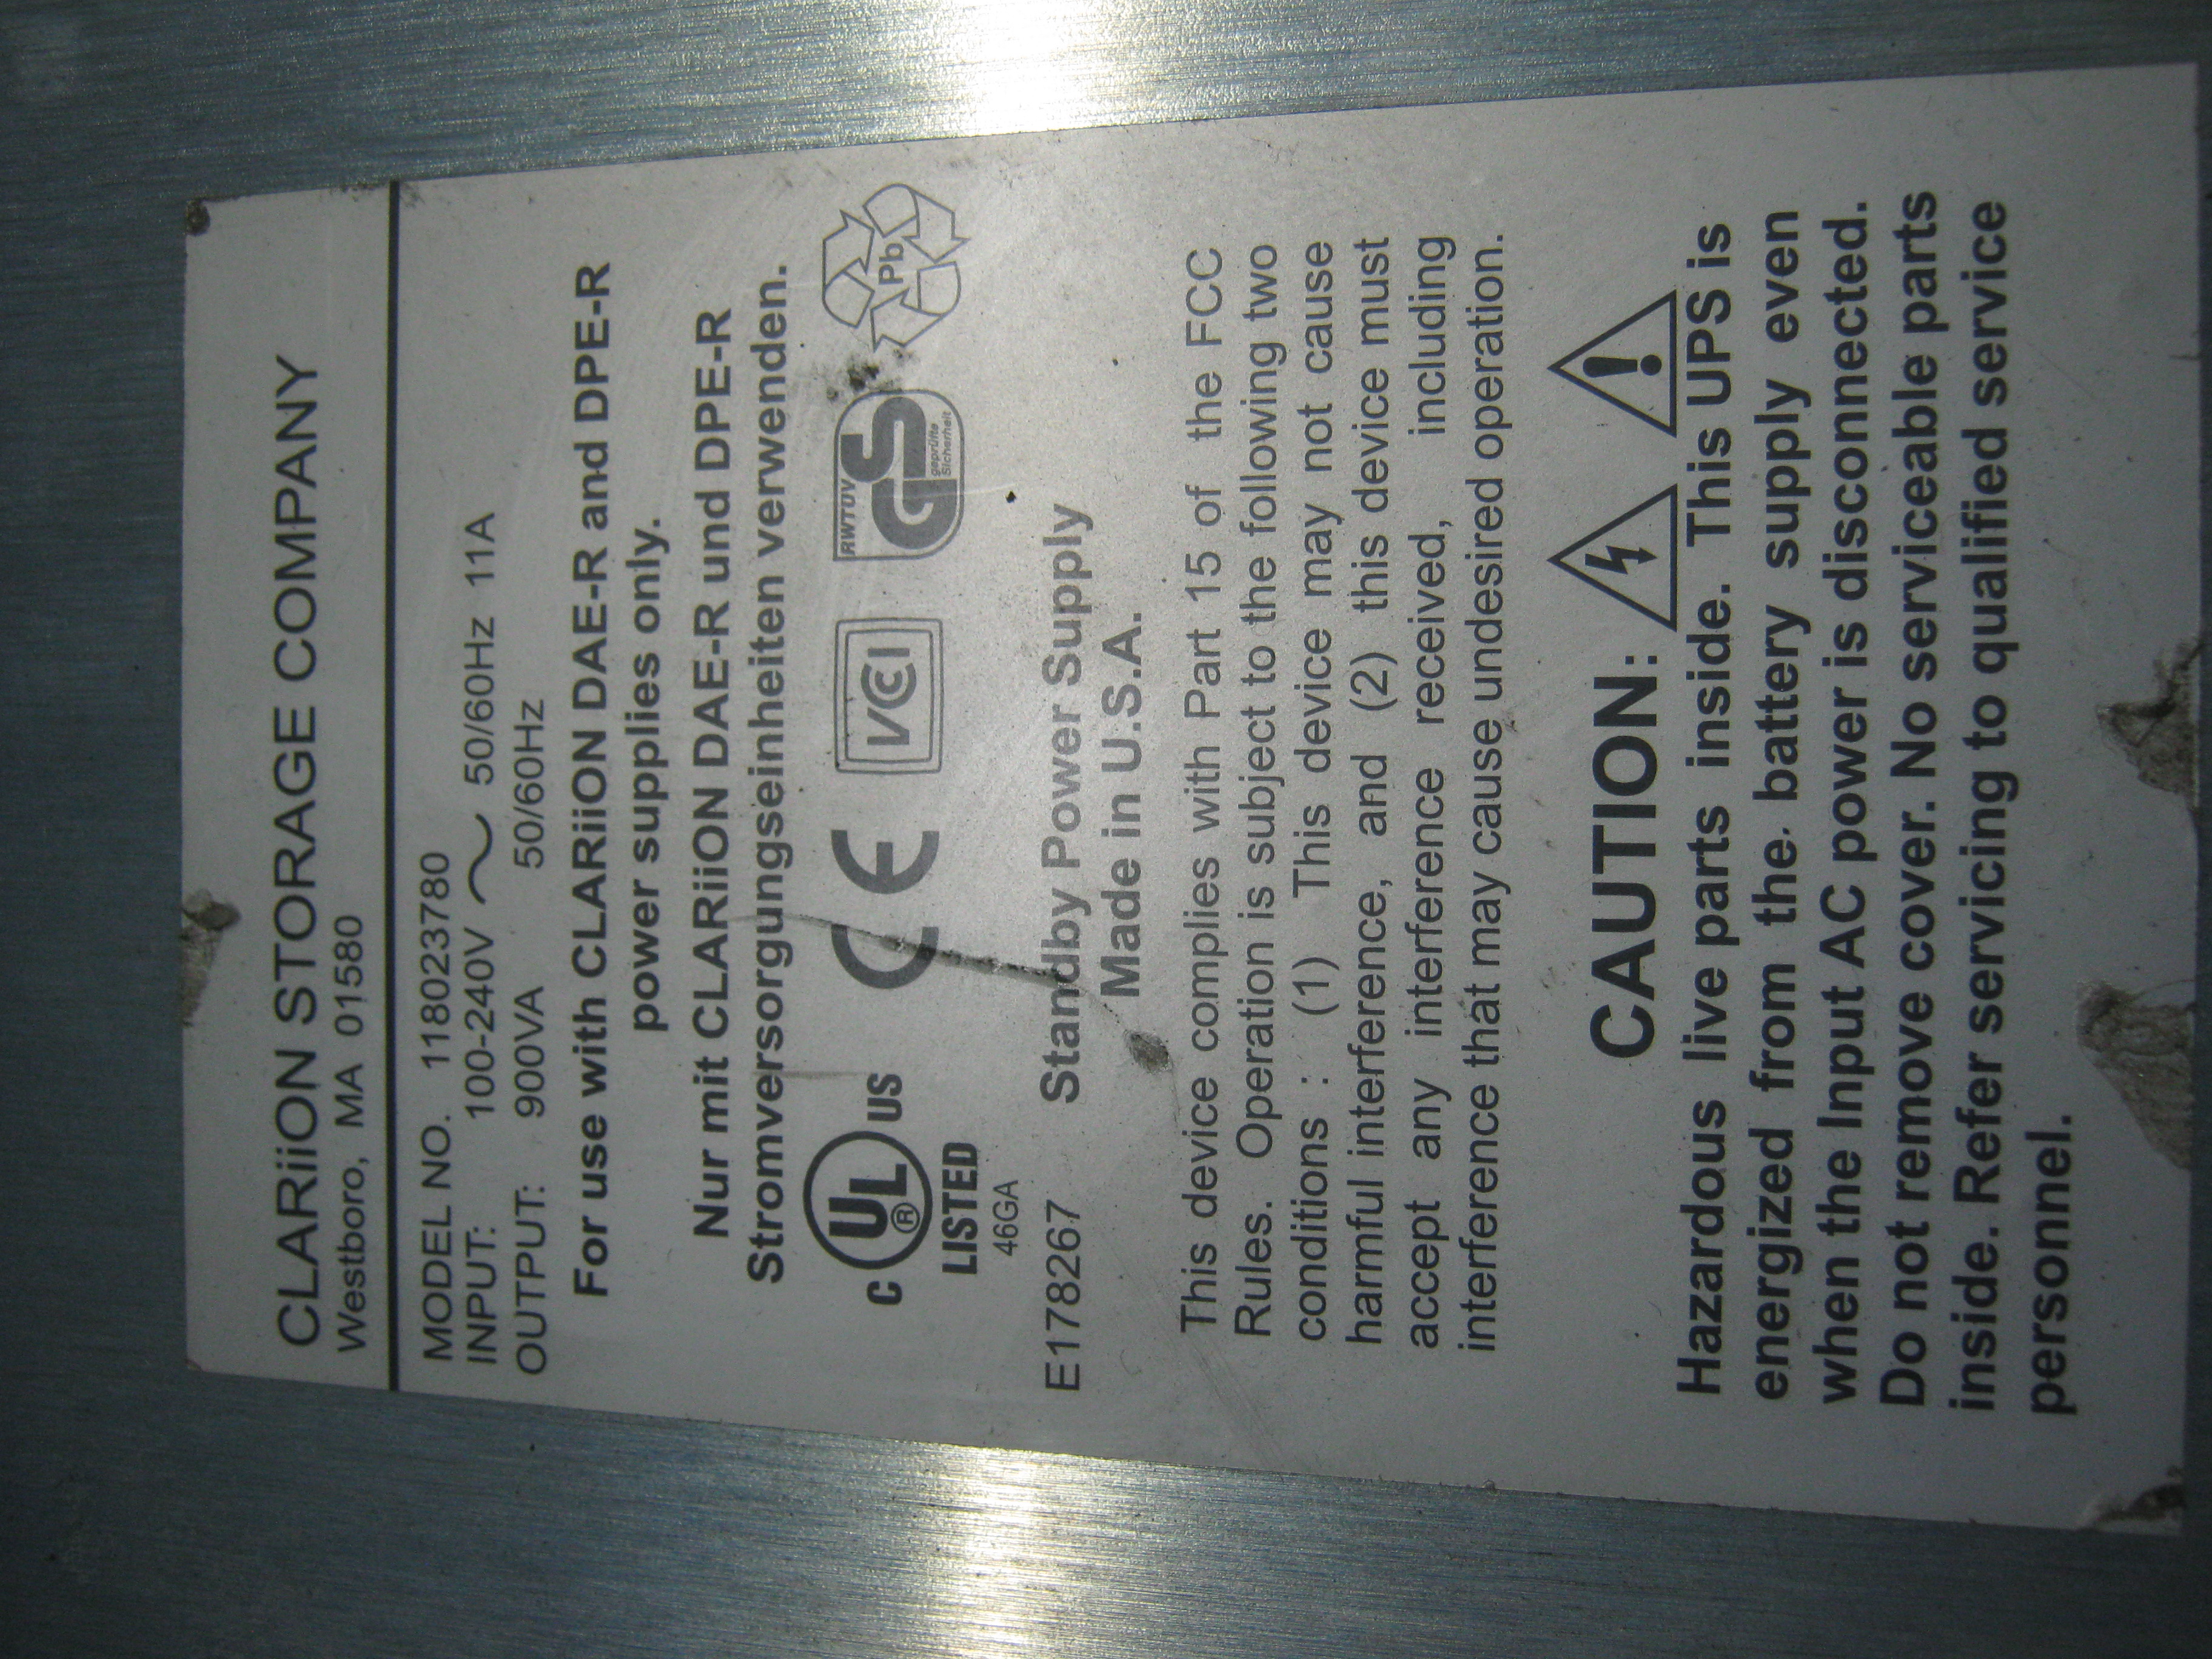 CLARiiON STORAGE COMPANY
Westboro, MA 01580
MODEL NO. 118023780
INPUT: 100-240V ~ 50/60Hz 11A
OUTPUT: 900VA 50/60Hz
For use with CLARiiON DAE-R and DPE-R
power supplies only.
Nur mit CLARiiON DAE-R und DPE-R
Stromversorgungseinheiten verwenden.
C UL ® US
LISTED
46GA
CE
VCI
RWTÜV
GS
geprüfte
Sicherheit
Pb
E178267 Standby Power Supply
Made in U.S.A.
This device complies with Part 15 of the FCC
Rules. Operation is subject to the following two
conditions : (1) This device may not cause
harmful interference, and (2) this device must
accept any interference received, including
interference that may cause undesired operation.
CAUTION:
Hazardous live parts inside. This UPS is
energized from the battery supply even
when the Input AC power is disconnected.
Do not remove cover. No serviceable parts
inside. Refer servicing to qualified service
personnel.